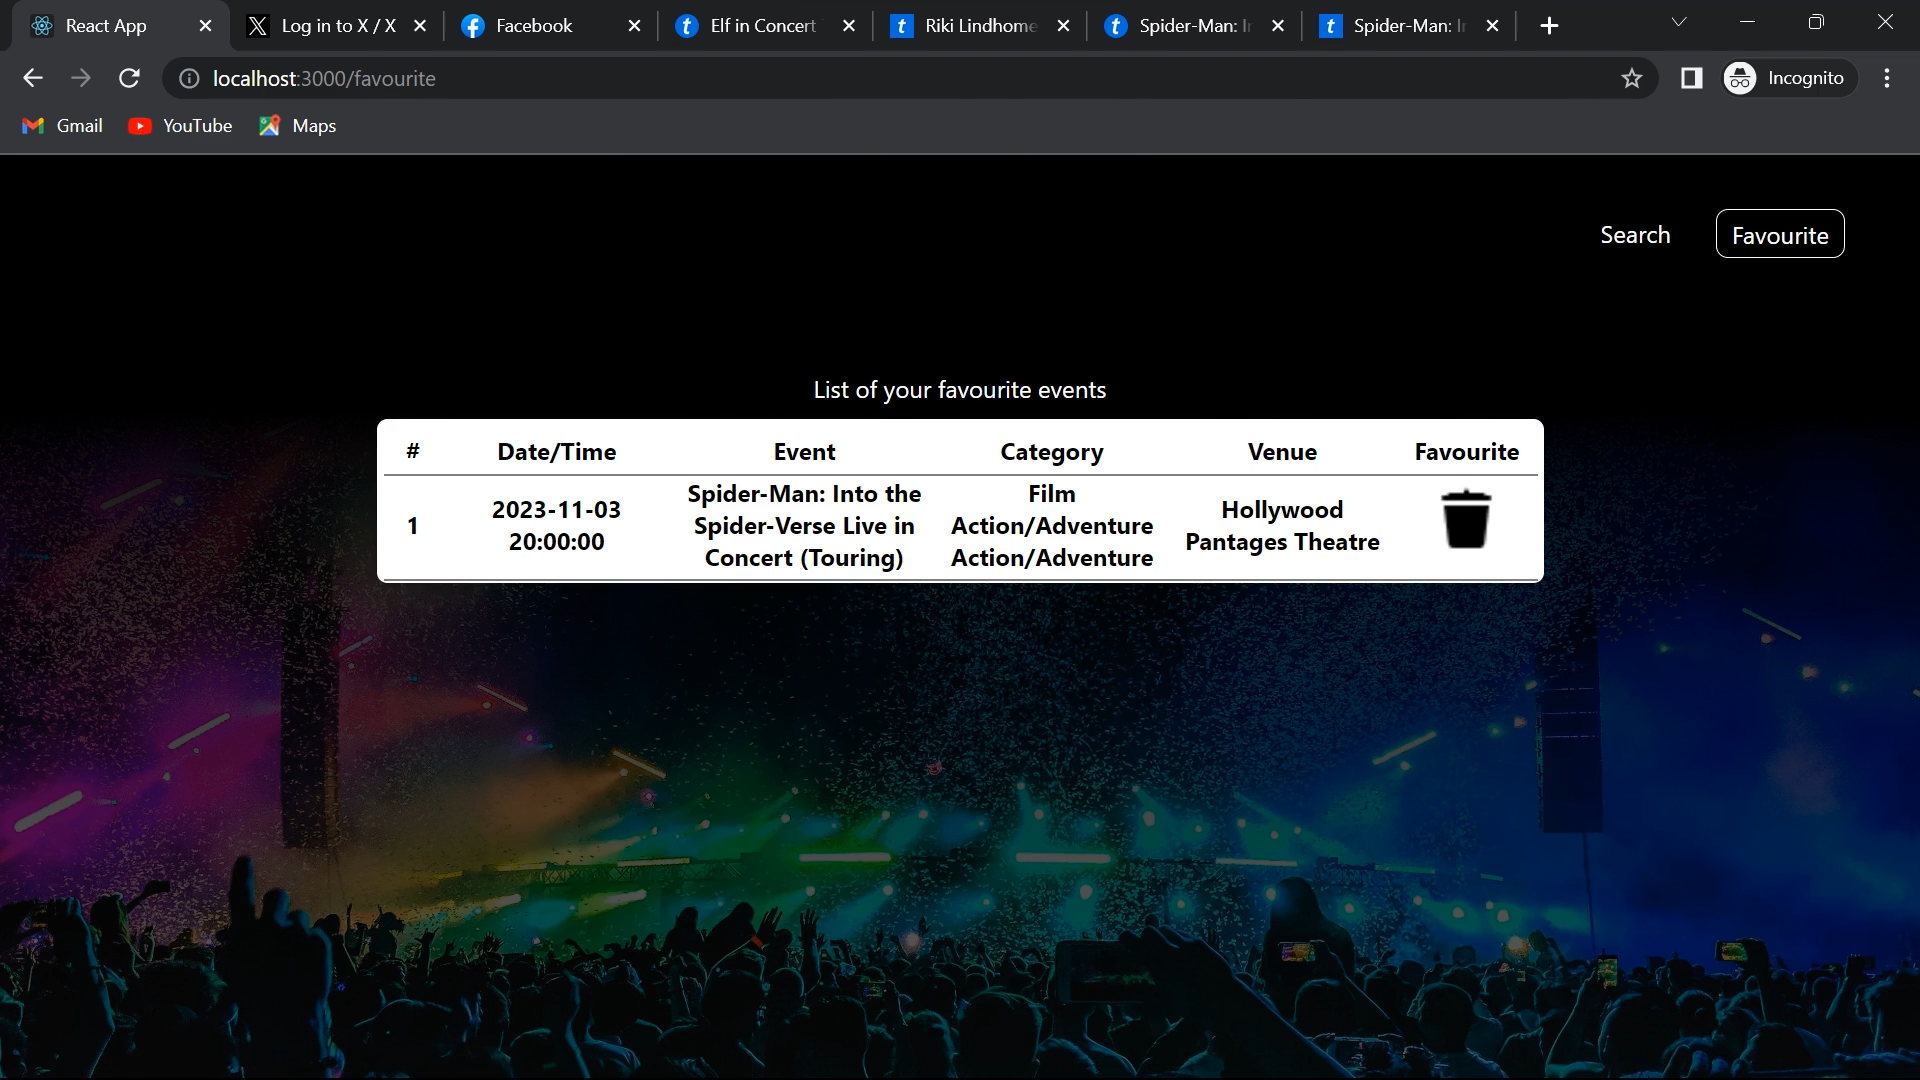 React App
Log in to X / X
Facebook
Elf in Concert
Riki Lindhome
Spider-Man: In
Spider-Man: In
localhost:3000/favourite
Incognito
Gmail
YouTube
Maps
Search
Favourite
List of your favourite events
# Date/Time Event Category Venue Favourite
1
2023-11-03
20:00:00
Spider-Man: Into the
Spider-Verse Live in
Concert (Touring)
Film
Action/Adventure
Action/Adventure
Hollywood
Pantages Theatre